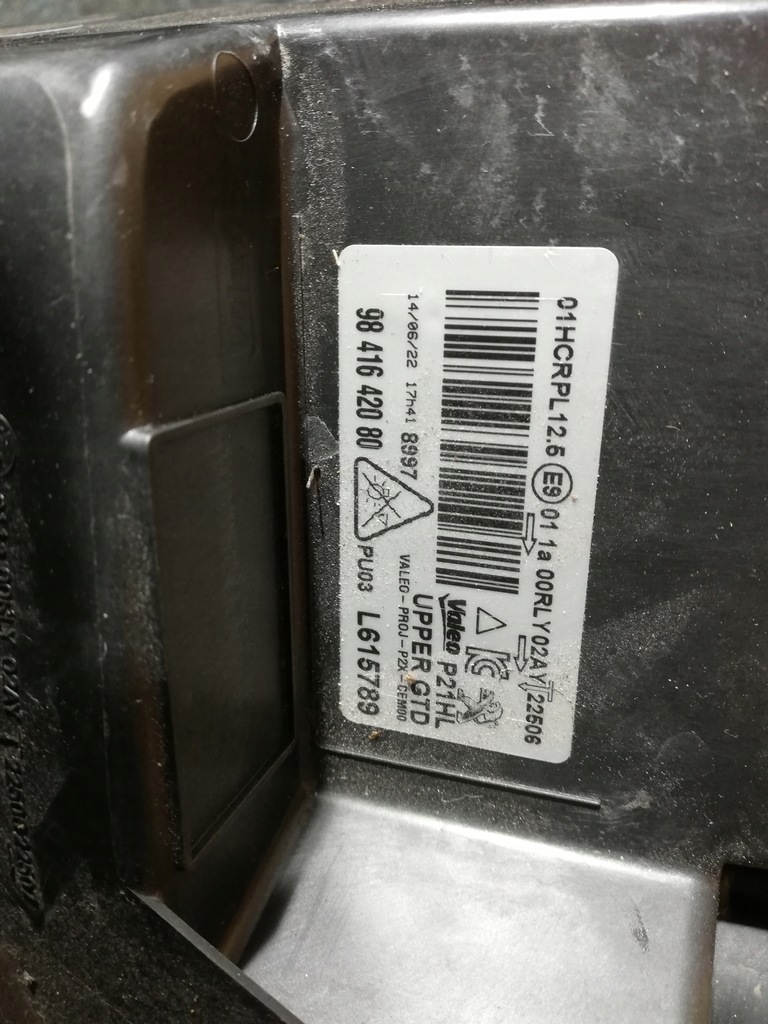 01HCRPL12.5 E9 01 1a 00RLY02AY 22506
Valeo P21HL
UPPER GTD
14/06/22 17h41 8997 VALEO-PROJ-P2X-CEM00
98 416 420 80 PU03 L615789